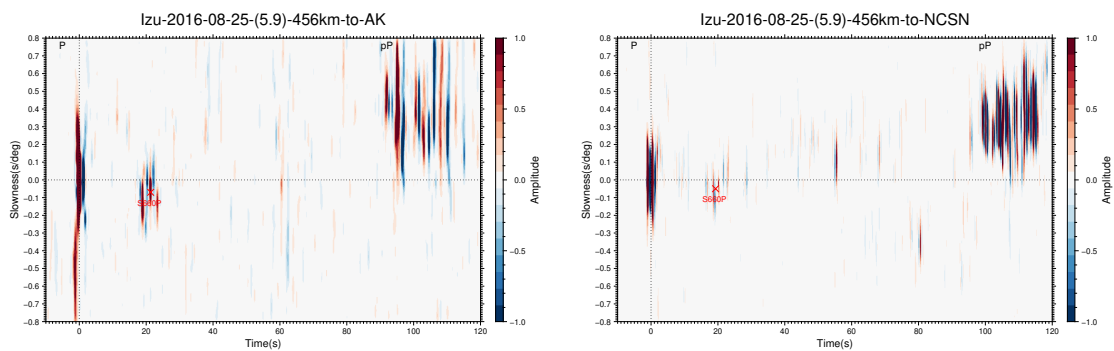 Izu-2016-08-25-(5.9)-456km-to-AK
P
pP
S660P
0.8
0.7
0.6
0.5
0.4
0.3
0.2
0.1
0.0
−0.1
−0.2
−0.3
−0.4
−0.5
−0.6
−0.7
−0.8
Slowness(s/deg)
0 20 40 60 80 100 120
Time(s)
1.0
0.5
0.0
−0.5
−1.0
Amplitude
Izu-2016-08-25-(5.9)-456km-to-NCSN
P
pP
S660P
0.8
0.7
0.6
0.5
0.4
0.3
0.2
0.1
0.0
−0.1
−0.2
−0.3
−0.4
−0.5
−0.6
−0.7
−0.8
Slowness(s/deg)
0 20 40 60 80 100 120
Time(s)
1.0
0.5
0.0
−0.5
−1.0
Amplitude